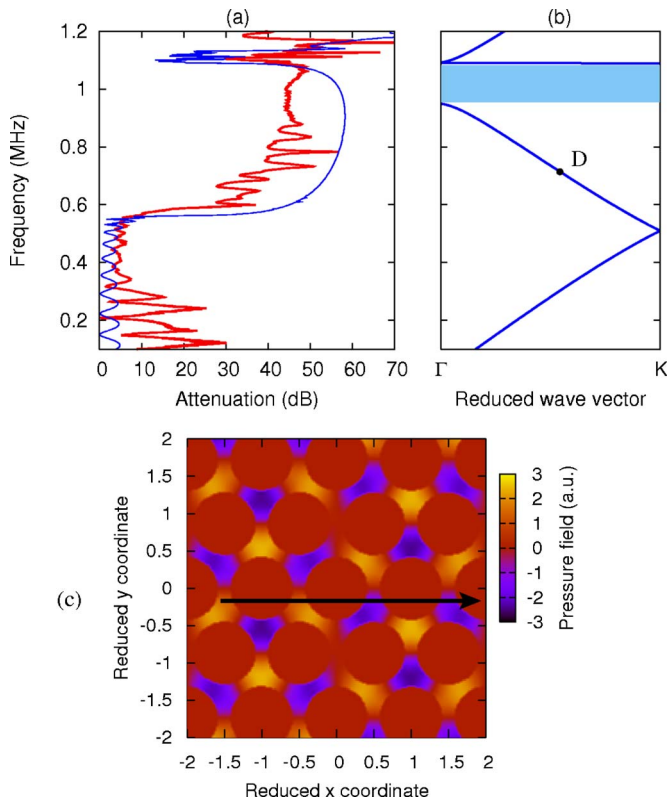 (a) (b)
1.2
1
0.8
0.6
0.4
0.2
Frequency (MHz)
D
0 10 20 30 40 50 60 70
Γ K
Attenuation (dB) Reduced wave vector
(c)
2
1.5
1
0.5
0
-0.5
-1
-1.5
-2
Reduced y coordinate
3
2
1
0
-1
-2
-3
Pressure field (a.u.)
-2 -1.5 -1 -0.5 0 0.5 1 1.5 2
Reduced x coordinate